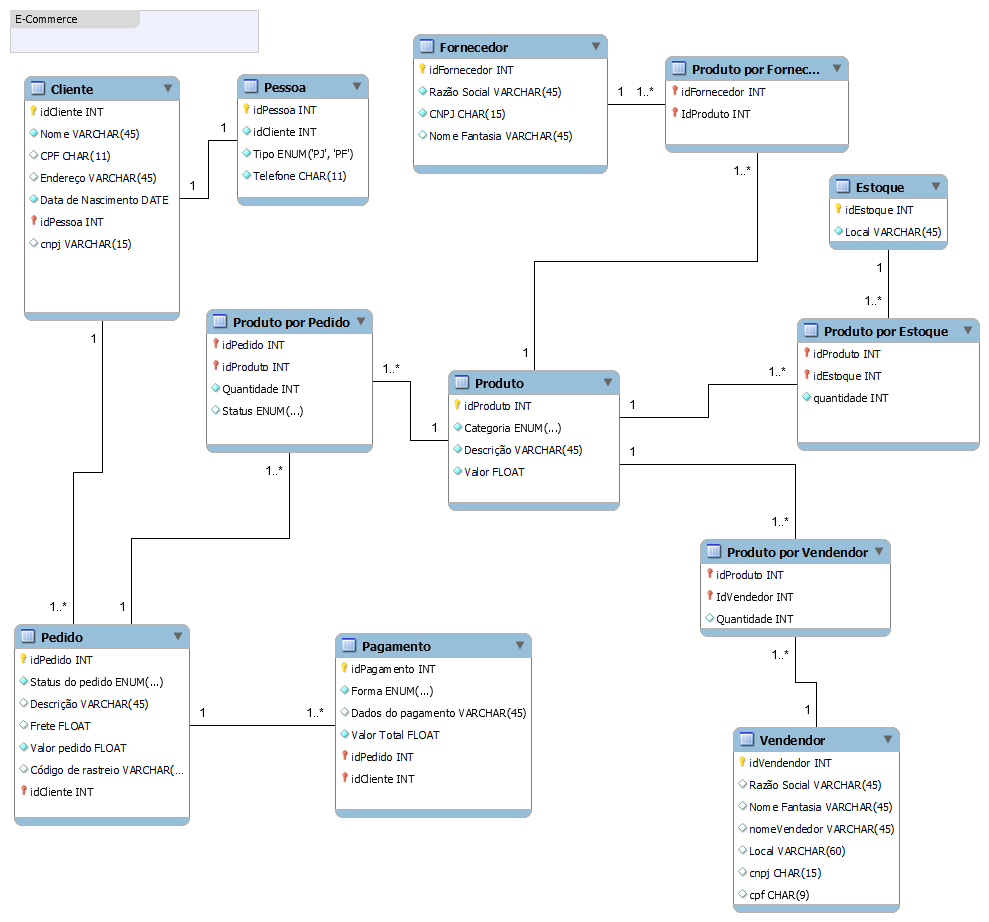 E-Commerce
Cliente
idCliente INT
Nome VARCHAR(45)
CPF CHAR(11)
Endereço VARCHAR(45)
Data de Nascimento DATE
idPessoa INT
cnpj VARCHAR(15)
1
1
Pessoa
idPessoa INT
idCliente INT
Tipo ENUM('PJ', 'PF')
Telefone CHAR(11)
Fornecedor
idFornecedor INT
Razão Social VARCHAR(45)
CNPJ CHAR(15)
Nome Fantasia VARCHAR(45)
1 1..*
Produto por Fornec...
idFornecedor INT
IdProduto INT
1..*
1
Estoque
idEstoque INT
Local VARCHAR(45)
1
1..*
Produto por Estoque
idProduto INT
idEstoque INT
quantidade INT
1..*
1
Produto por Pedido
idPedido INT
idProduto INT
Quantidade INT
Status ENUM(...)
1..*
1
Produto
idProduto INT
Categoria ENUM(...)
Descrição VARCHAR(45)
Valor FLOAT
1
1..*
1
1..*
1..*
1
Produto por Vendendor
idProduto INT
IdVendedor INT
Quantidade INT
1..*
1
Pedido
idPedido INT
Status do pedido ENUM(...)
Descrição VARCHAR(45)
Frete FLOAT
Valor pedido FLOAT
Código de rastreio VARCHAR(...
idCliente INT
1 1..*
Pagamento
idPagamento INT
Forma ENUM(...)
Dados do pagamento VARCHAR(45)
Valor Total FLOAT
idPedido INT
idCliente INT
Vendendor
idVendendor INT
Razão Social VARCHAR(45)
Nome Fantasia VARCHAR(45)
nomeVendedor VARCHAR(45)
Local VARCHAR(60)
cnpj CHAR(15)
cpf CHAR(9)